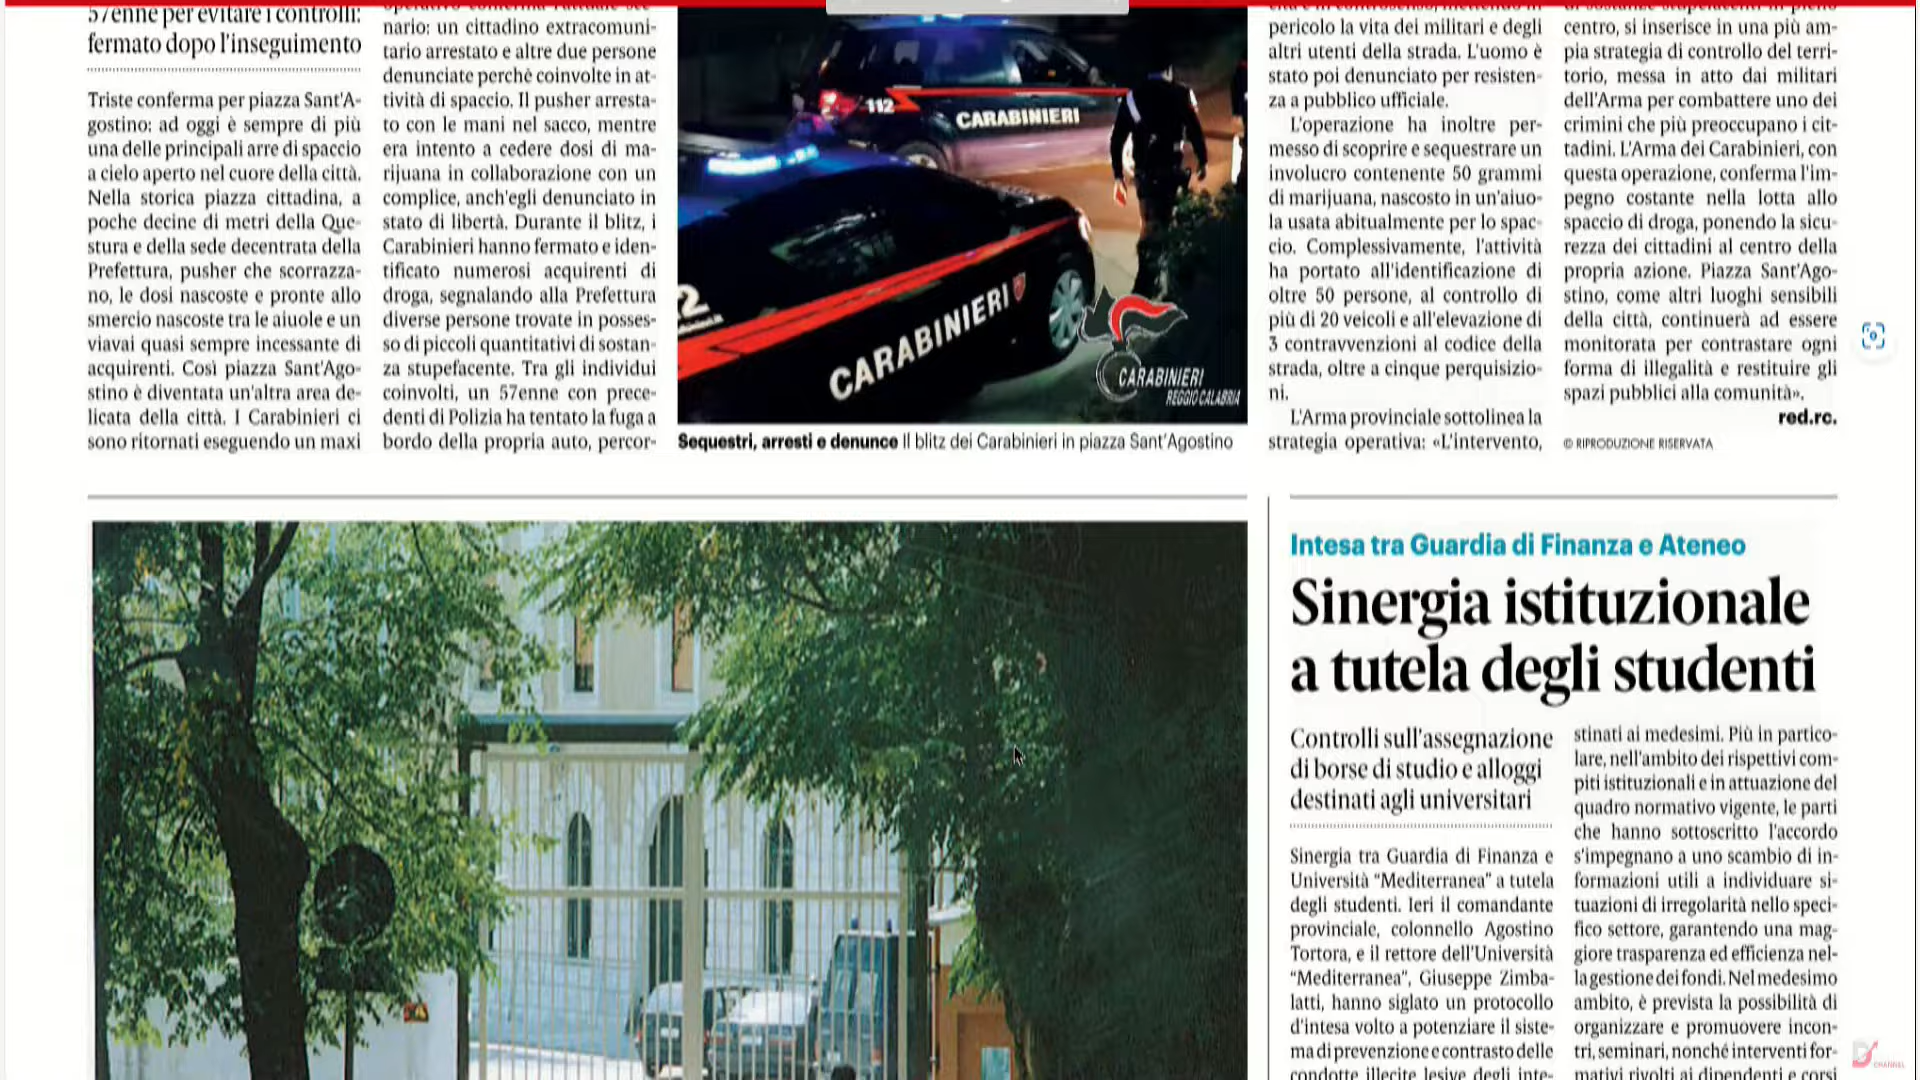 57enne per evitare i controlli:
fermato dopo l'inseguimento
Triste conferma per piazza Sant'A-
gostino: ad oggi è sempre di più
una delle principali arre di spaccio
a cielo aperto nel cuore della città.
Nella storica piazza cittadina, a
poche decine di metri della Que-
stura e della sede decentrata della
Prefettura, pusher che scorrazza-
no, le dosi nascoste e pronte allo
smercio nascoste tra le aiuole e un
viavai quasi sempre incessante di
acquirenti. Così piazza Sant'Ago-
stino è diventata un'altra area de-
licata della città. I Carabinieri ci
sono ritornati eseguendo un maxi
nario: un cittadino extracomuni-
tario arrestato e altre due persone
denunciate perchè coinvolte in at-
tività di spaccio. Il pusher arresta-
to con le mani nel sacco, mentre
era intento a cedere dosi di ma-
rijuana in collaborazione con un
complice, anch'egli denunciato in
stato di libertà. Durante il blitz, i
Carabinieri hanno fermato e iden-
tificato numerosi acquirenti di
droga, segnalando alla Prefettura
diverse persone trovate in posses-
so di piccoli quantitativi di sostan-
za stupefacente. Tra gli individui
coinvolti, un 57enne con prece-
denti di Polizia ha tentato la fuga a
bordo della propria auto, percor-
112
CARABINIERI
2
CARABINIERI
CARABINIERI
REGGIO CALABRIA
Sequestri, arresti e denunce Il blitz dei Carabinieri in piazza Sant'Agostino
pericolo la vita dei militari e degli
altri utenti della strada. L'uomo è
stato poi denunciato per resisten-
za a pubblico ufficiale.
L'operazione ha inoltre per-
messo di scoprire e sequestrare un
involucro contenente 50 grammi
di marijuana, nascosto in un'aiuo-
la usata abitualmente per lo spac-
cio. Complessivamente, l'attività
ha portato all'identificazione di
oltre 50 persone, al controllo di
più di 20 veicoli e all'elevazione di
3 contravvenzioni al codice della
strada, oltre a cinque perquisizio-
ni.
L'Arma provinciale sottolinea la
strategia operativa: «L'intervento,
centro, si inserisce in una più am-
pia strategia di controllo del terri-
torio, messa in atto dai militari
dell'Arma per combattere uno dei
crimini che più preoccupano i cit-
tadini. L'Arma dei Carabinieri, con
questa operazione, conferma l'im-
pegno costante nella lotta allo
spaccio di droga, ponendo la sicu-
rezza dei cittadini al centro della
propria azione. Piazza Sant'Ago-
stino, come altri luoghi sensibili
della città, continuerà ad essere
monitorata per contrastare ogni
forma di illegalità e restituire gli
spazi pubblici alla comunità».
red.rc.
© RIPRODUZIONE RISERVATA
Intesa tra Guardia di Finanza e Ateneo
Sinergia istituzionale
a tutela degli studenti
Controlli sull'assegnazione
di borse di studio e alloggi
destinati agli universitari
Sinergia tra Guardia di Finanza e
Università "Mediterranea" a tutela
degli studenti. Ieri il comandante
provinciale, colonnello Agostino
Tortora, e il rettore dell'Università
"Mediterranea", Giuseppe Zimba-
latti, hanno siglato un protocollo
d'intesa volto a potenziare il siste-
ma di prevenzione e contrasto delle
condotte illecite lesive degli inte-
stinati ai medesimi. Più in partico-
lare, nell'ambito dei rispettivi com-
piti istituzionali e in attuazione del
quadro normativo vigente, le parti
che hanno sottoscritto l'accordo
s'impegnano a uno scambio di in-
formazioni utili a individuare si-
tuazioni di irregolarità nello speci-
fico settore, garantendo una mag-
giore trasparenza ed efficienza nel-
la gestione dei fondi. Nel medesimo
ambito, è prevista la possibilità di
organizzare e promuovere incon-
tri, seminari, nonché interventi for-
mativi rivolti ai dipendenti e corsi
CHANNEL